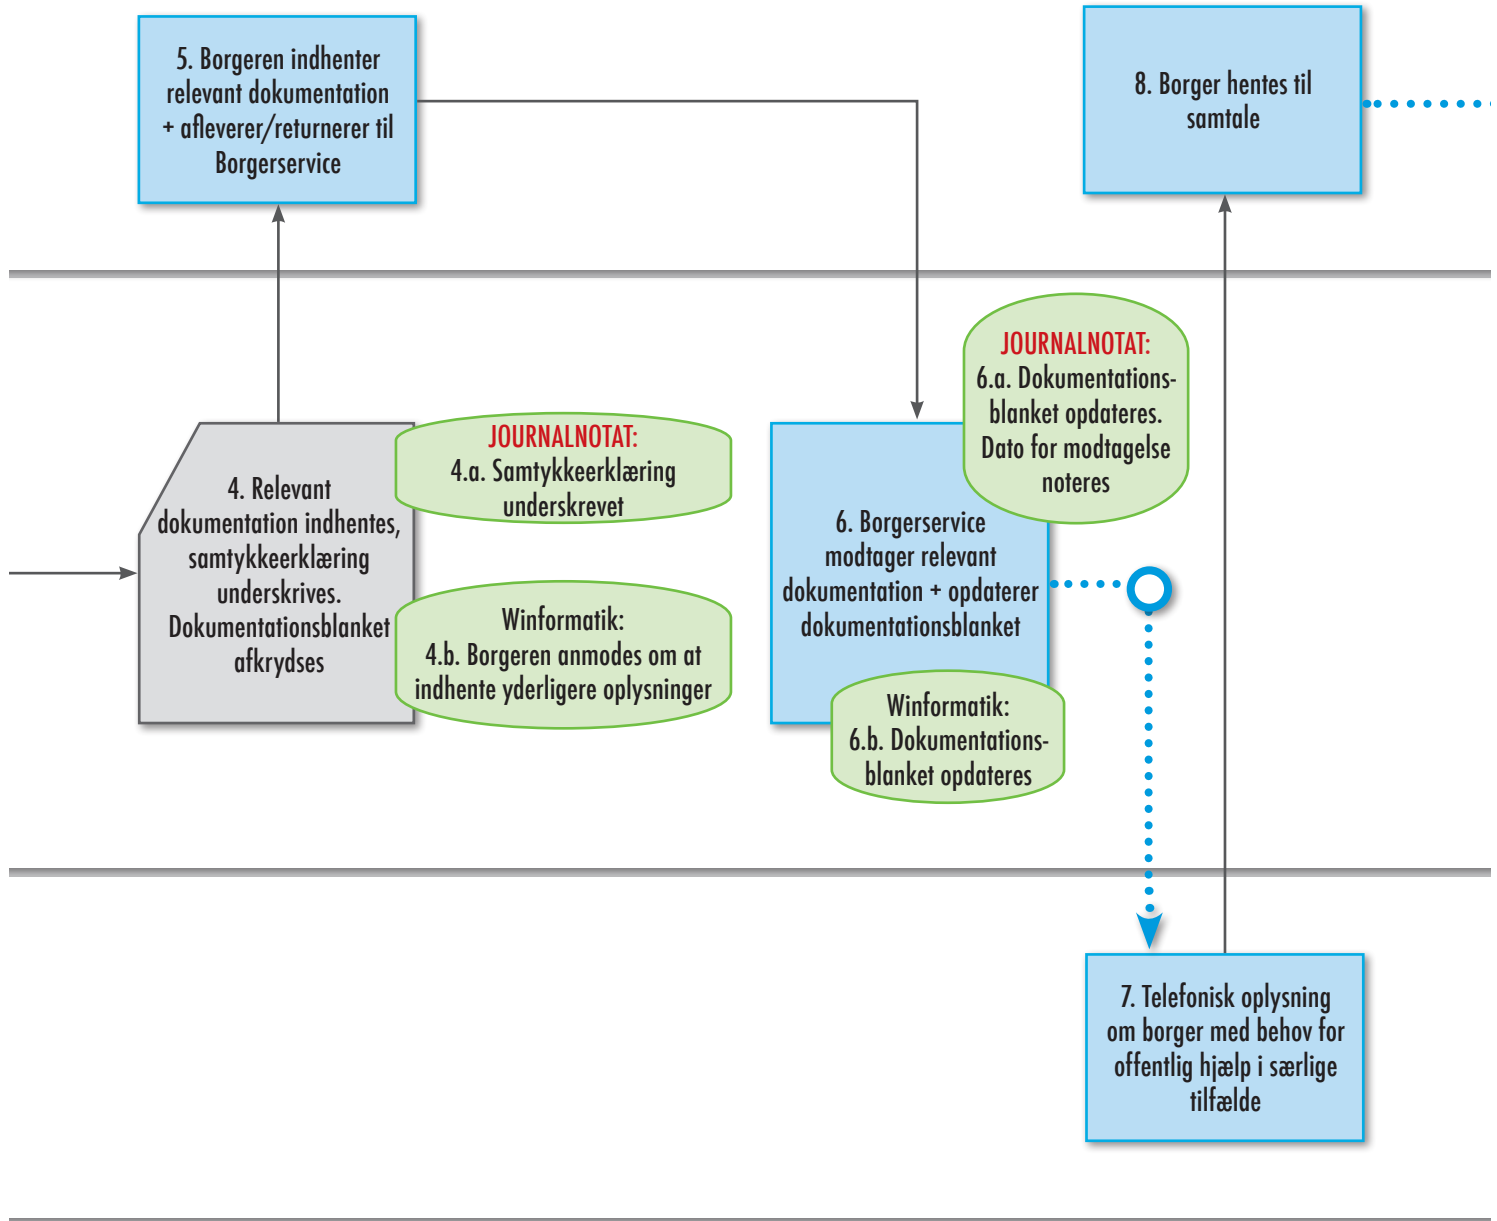 5. Borgeren indhenter
relevant dokumentation
+ afleverer/returnerer til
Borgerservice
8. Borger hentes til
samtale
4. Relevant
dokumentation indhentes,
samtykkeerklæring
underskrives.
Dokumentationsblanket
afkrydses
JOURNALNOTAT:
4.a. Samtykkeerklæring
underskrevet
Winformatik:
4.b. Borgeren anmodes om at
indhente yderligere oplysninger
JOURNALNOTAT:
6.a. Dokumentations-
blanket opdateres.
Dato for modtagelse
noteres
6. Borgerservice
modtager relevant
dokumentation + opdaterer
dokumentationsblanket
Winformatik:
6.b. Dokumentations-
blanket opdateres
7. Telefonisk oplysning
om borger med behov for
offentlig hjælp i særlige
tilfælde